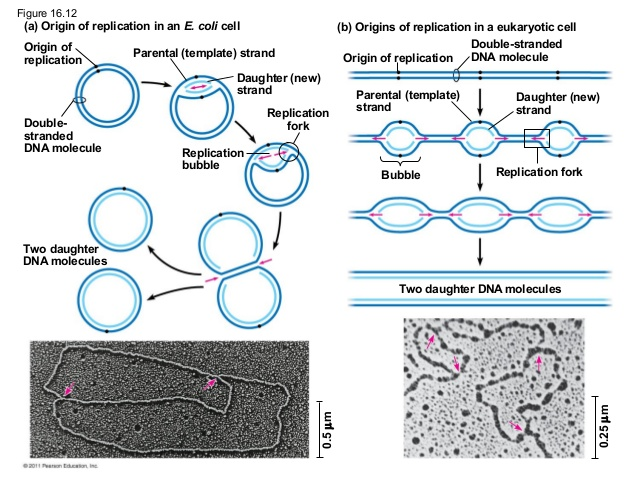 Figure 16.12
(a) Origin of replication in an E. coli cell
Origin of
replication
Parental (template) strand
Daughter (new)
strand
Replication
fork
Double-
stranded
DNA molecule
Replication
bubble
Two daughter
DNA molecules
0.5 µm
© 2011 Pearson Education, Inc.
(b) Origins of replication in a eukaryotic cell
Double-stranded
DNA molecule
Origin of replication
Parental (template)
strand
Daughter (new)
strand
Bubble
Replication fork
Two daughter DNA molecules
0.25 µm